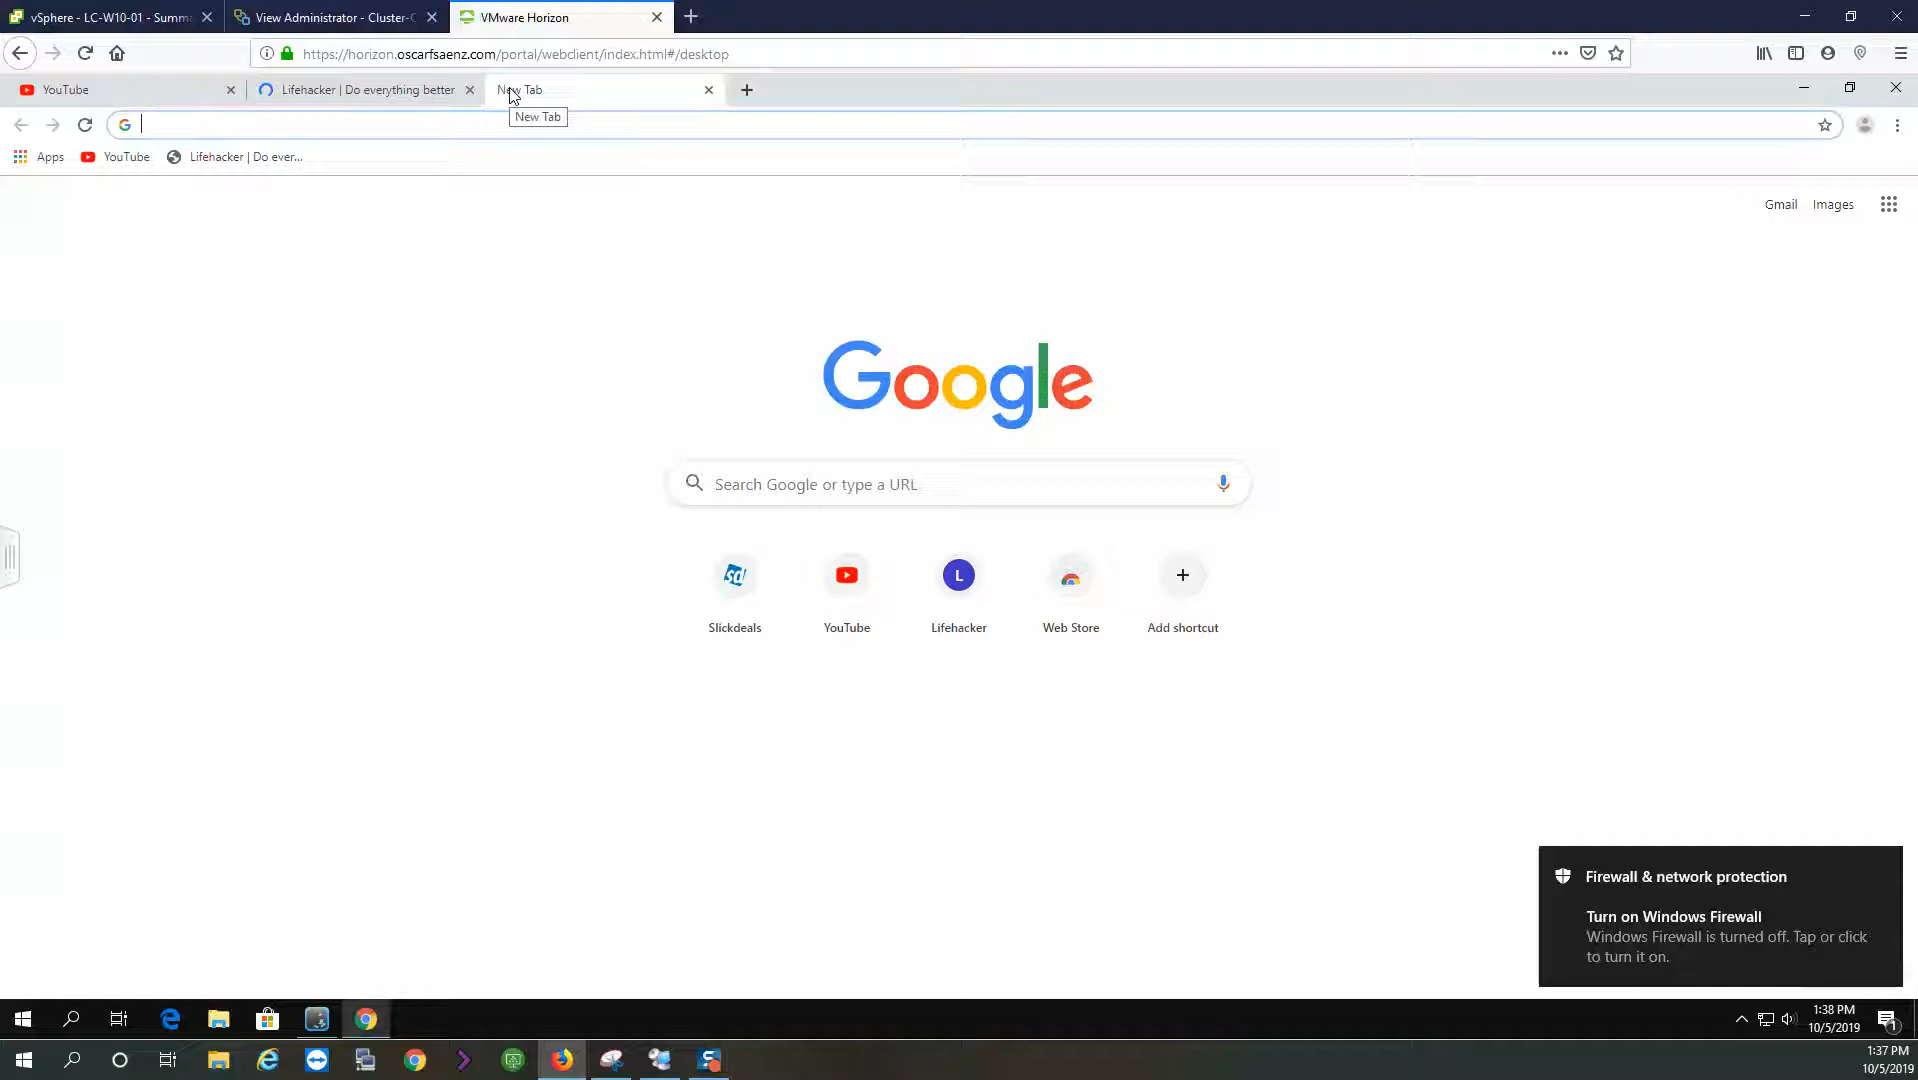 vSphere - LC-W10-01 - Summ
View Administrator - Cluster-
VMware Horizon
https://horizon.oscarfsaenz.com/portal/webclient/index.html#/desktop
YouTube
Lifehacker | Do everything better
New Tab
New Tab
Apps
YouTube
Lifehacker | Do ever...
Gmail
Images
Google
Search Google or type a URL
sd
L
Slickdeals
YouTube
Lifehacker
Web Store
Add shortcut
Firewall & network protection
Turn on Windows Firewall
Windows Firewall is turned off. Tap or click
to turn it on.
1:38 PM
10/5/2019
1
1:37 PM
10/5/2019